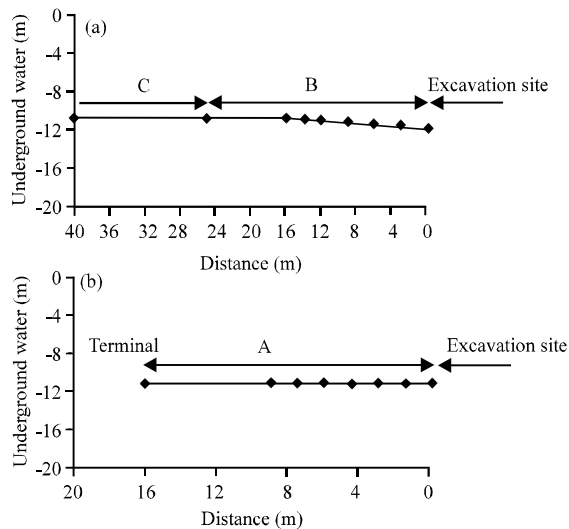 (a)
Underground water (m)
0
-4
-8
-12
-16
-20
C
B
Excavation site
40 36 32 28 24 20 16 12 8 4 0
Distance (m)
(b)
Underground water (m)
0
-4
-8
-12
-16
-20
Terminal
A
Excavation site
20 16 12 8 4 0
Distance (m)